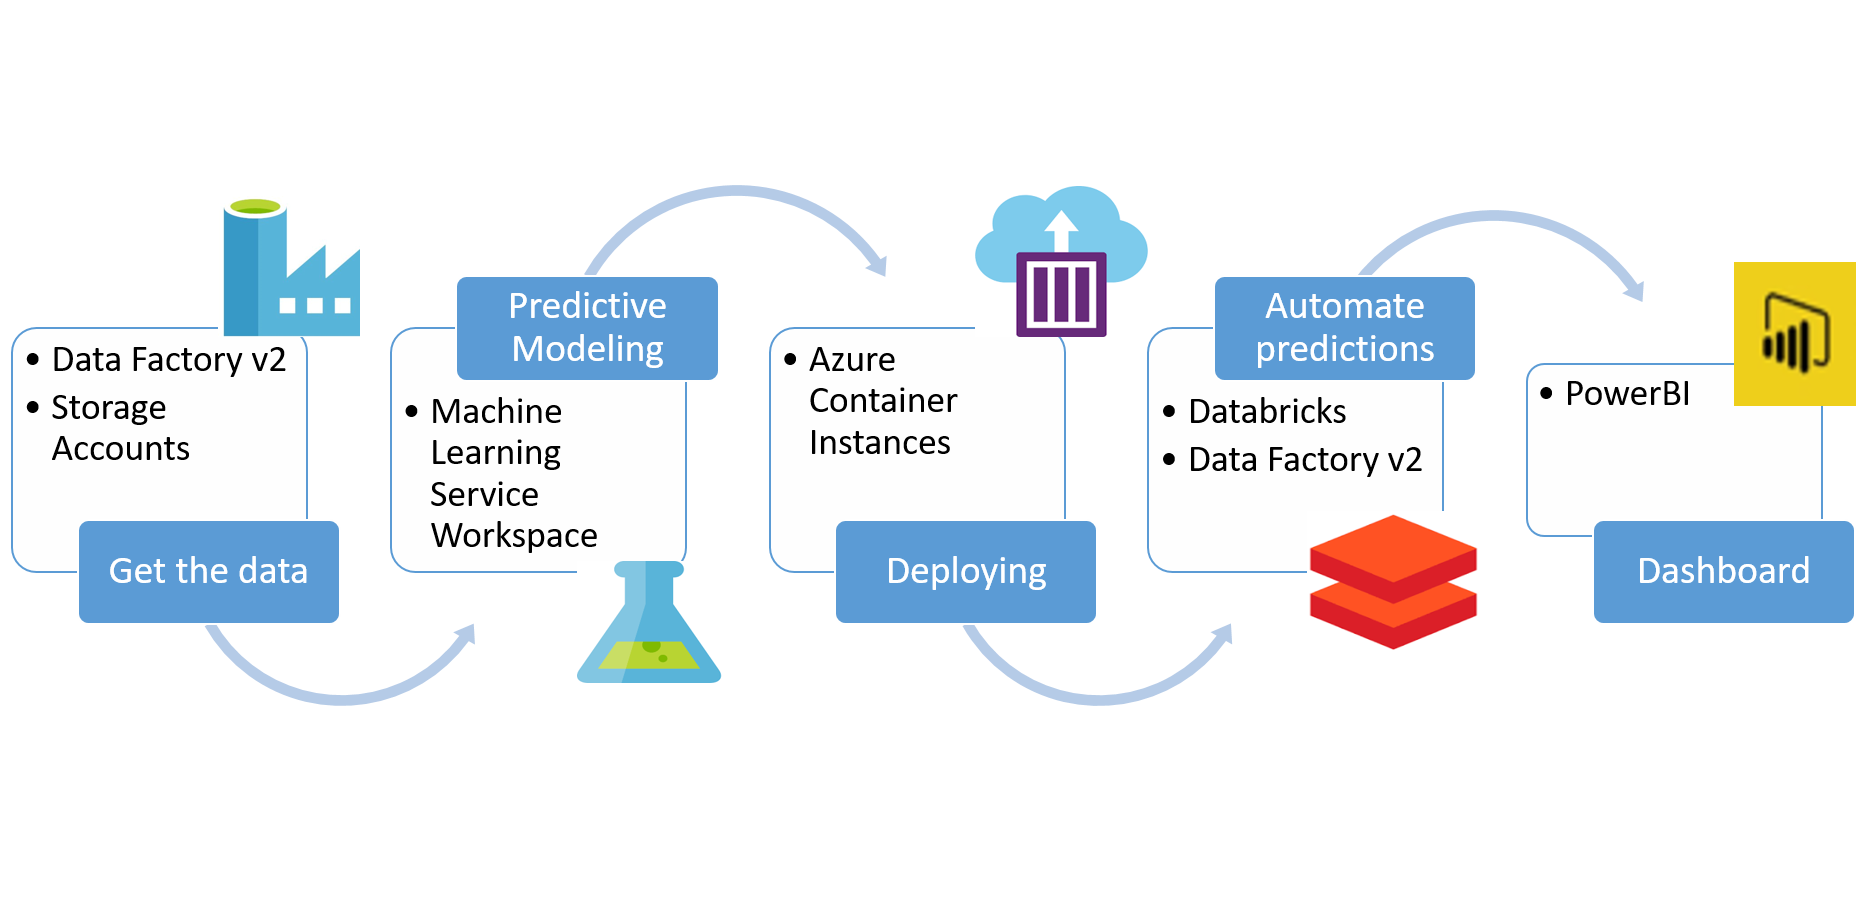 • Data Factory v2
• Storage
Accounts
Get the data
Predictive
Modeling
• Machine
Learning
Service
Workspace
• Azure
Container
Instances
Deploying
Automate
predictions
• Databricks
• Data Factory v2
• PowerBI
Dashboard